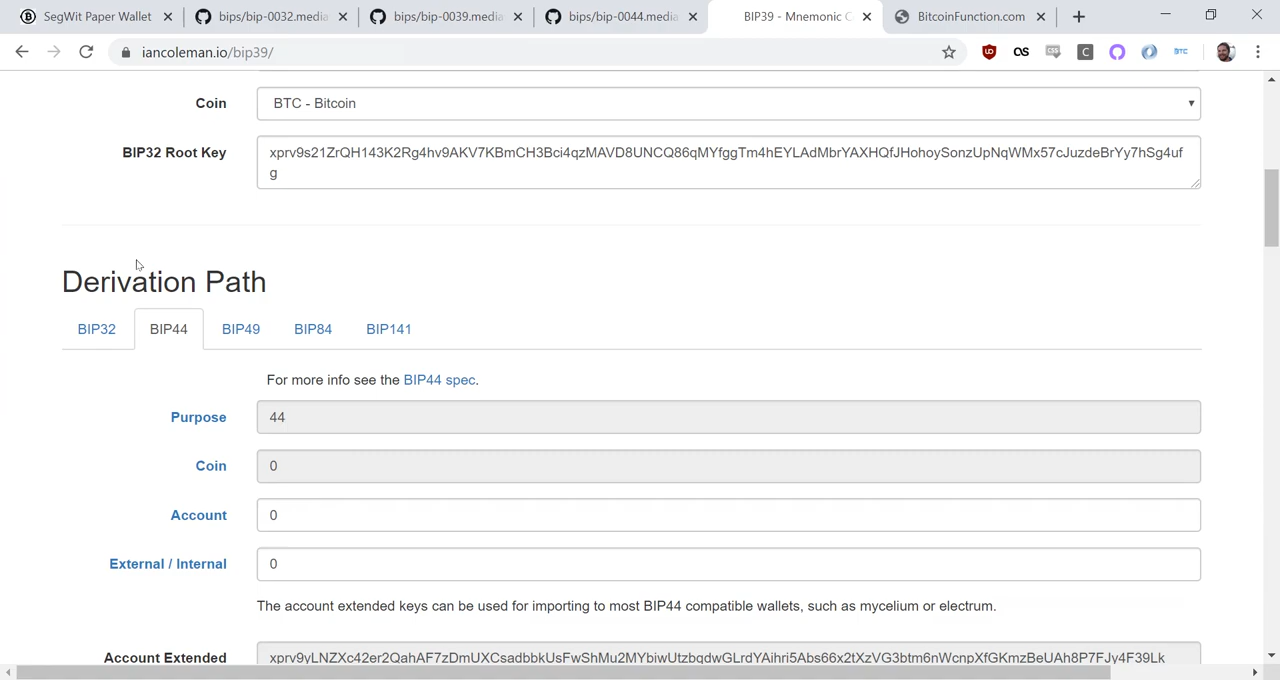 SegWit Paper Wallet
bips/bip-0032.media
bips/bip-0039.media
bips/bip-0044.media
BIP39 - Mnemonic C
BitcoinFunction.com
iancoleman.io/bip39/
Coin
BTC - Bitcoin
BIP32 Root Key
xprv9s21ZrQH143K2Rg4hv9AKV7KBmCH3Bci4qzMAVD8UNCQ86qMYfggTm4hEYLAdMbrYAXHQfJHohoySonzUpNqWMx57cJuzdeBrYy7hSg4uf
g
Derivation Path
BIP32
BIP44
BIP49
BIP84
BIP141
For more info see the BIP44 spec.
Purpose
44
Coin
0
Account
0
External / Internal
0
The account extended keys can be used for importing to most BIP44 compatible wallets, such as mycelium or electrum.
Account Extended
xprv9yLNZXc42er2QahAF7zDmUXCsadbbkUsFwShMu2MYbiwUtzbqdwGLrdYAihri5Abs66x2tXzVG3btm6nWcnpXfGKmzBeUAh8P7FJy4F39Lk